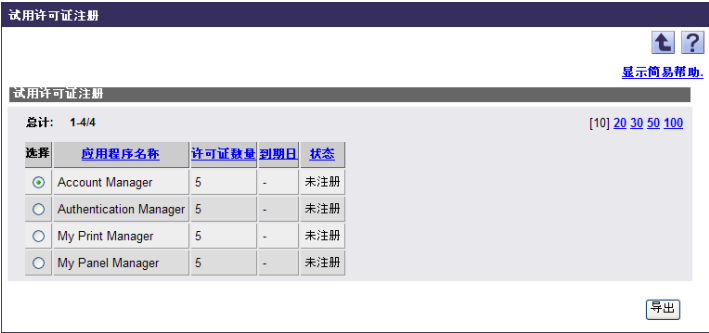 试用许可证注册
?
显示简易帮助.
试用许可证注册
总计: 1-4/4 [10] 20 30 50 100
选择 应用程序名称 许可证数量 到期日 状态
Account Manager 5 - 未注册
Authentication Manager 5 - 未注册
My Print Manager 5 - 未注册
My Panel Manager 5 - 未注册
导出